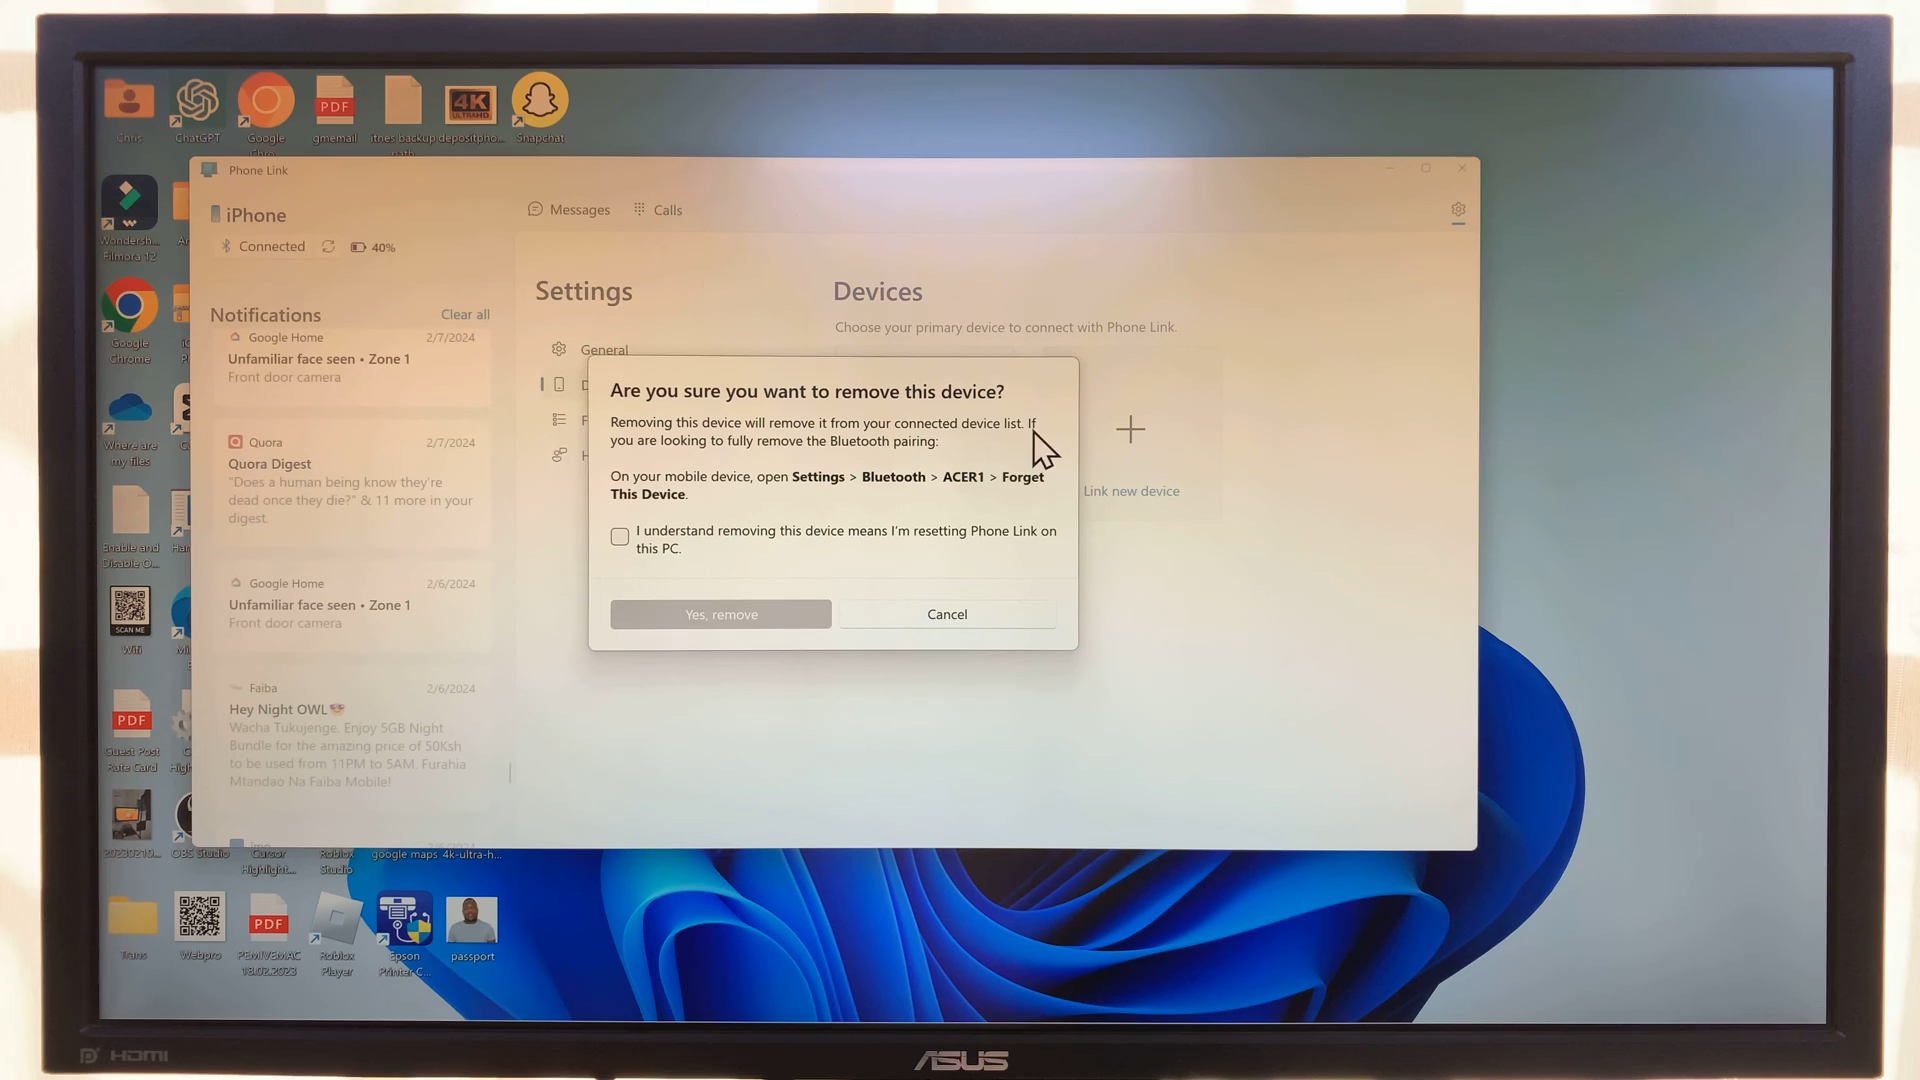 Chris
ChatGPT
Google
gmemail
PDF
itnes backup
4K
ULTRAHD
depositpho...
Snapchat
Phone Link
iPhone
Connected
40%
Messages
Calls
Notifications
Clear all
Google Home
2/7/2024
Unfamiliar face seen • Zone 1
Front door camera
Quora
2/7/2024
Quora Digest
"Does a human being know they're
dead once they die?" & 11 more in your
digest.
Google Home
2/6/2024
Unfamiliar face seen • Zone 1
Front door camera
Faiba
2/6/2024
Hey Night OWL
Wacha Tukujenge. Enjoy 5GB Night
Bundle for the amazing price of 50Ksh
to be used from 11PM to 5AM. Furahia
Mtandao Na Faiba Mobile!
Settings
General
Devices
Choose your primary device to connect with Phone Link.
Link new device
Are you sure you want to remove this device?
Removing this device will remove it from your connected device list. If
you are looking to fully remove the Bluetooth pairing:
On your mobile device, open Settings > Bluetooth > ACER1 > Forget
This Device.
I understand removing this device means I'm resetting Phone Link on
this PC.
Yes, remove
Cancel
Wondersh...
Filmora 12
Google
Chrome
Where are
my files
Enable and
Disable O...
SCAN ME
Wifi
PDF
Guest Post
Rate Card
20230219...
OBS Studio
Cursor
Highlight...
Roblox
Studio
google maps
4k-ultra-h...
Trans
Webpro
PDF
PEMIVEMAC
18.02.2023
Roblox
Player
Epson
Printer C...
passport
HDMI
ASUS